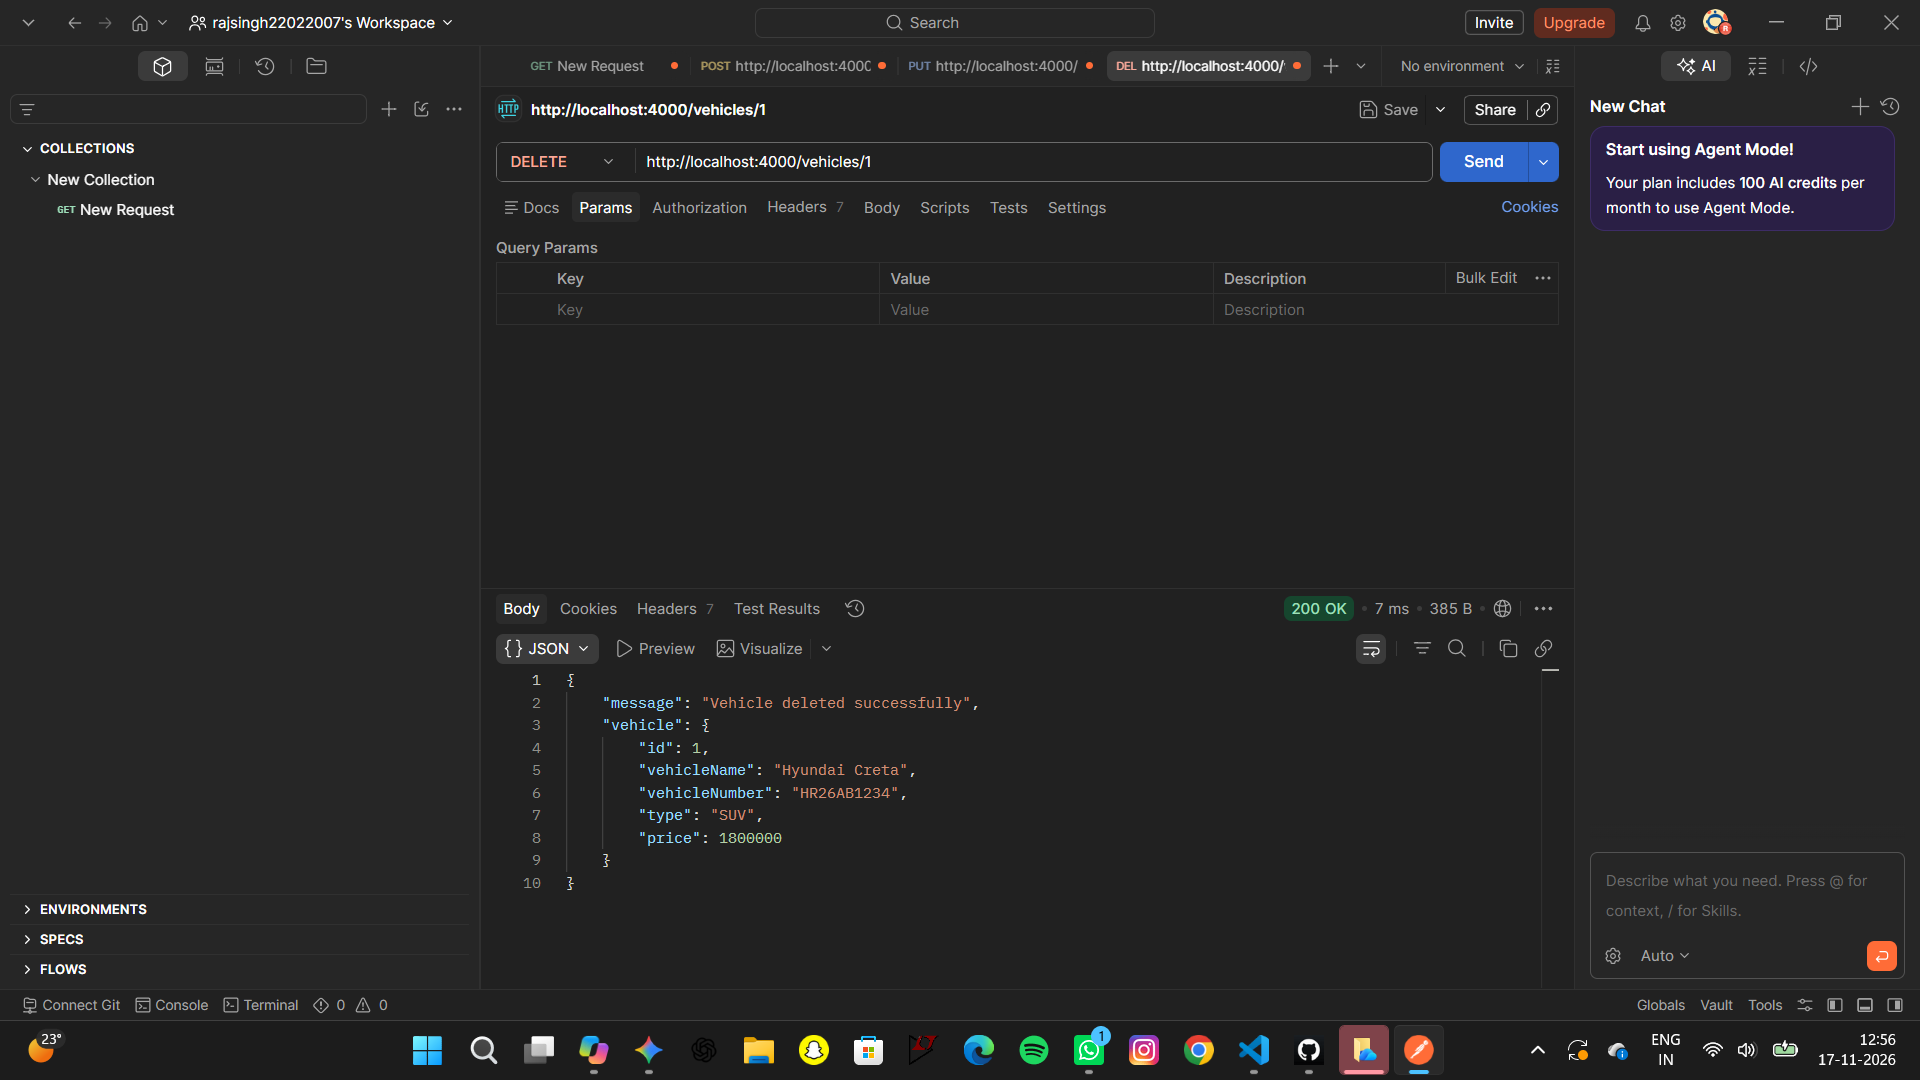 rajsingh22022007's Workspace
Search
Invite
Upgrade
GET New Request
POST http://localhost:4000
PUT http://localhost:4000/
DEL http://localhost:4000/
No environment
AI
http://localhost:4000/vehicles/1
Save
Share
New Chat
COLLECTIONS
New Collection
GET New Request
DELETE
http://localhost:4000/vehicles/1
Send
Start using Agent Mode!
Your plan includes 100 AI credits per
month to use Agent Mode.
Docs
Params
Authorization
Headers 7
Body
Scripts
Tests
Settings
Cookies
Query Params
Key
Value
Description
Bulk Edit
Key
Value
Description
Body
Cookies
Headers 7
Test Results
200 OK
7 ms
385 B
{} JSON
Preview
Visualize
1 {
2 "message": "Vehicle deleted successfully",
3 "vehicle": {
4 "id": 1,
5 "vehicleName": "Hyundai Creta",
6 "vehicleNumber": "HR26AB1234",
7 "type": "SUV",
8 "price": 1800000
9 }
10 }
ENVIRONMENTS
SPECS
FLOWS
Describe what you need. Press @ for
context, / for Skills.
Auto
Connect Git
Console
Terminal
0
0
Globals
Vault
Tools
23°
1
ENG
IN
12:56
17-11-2026